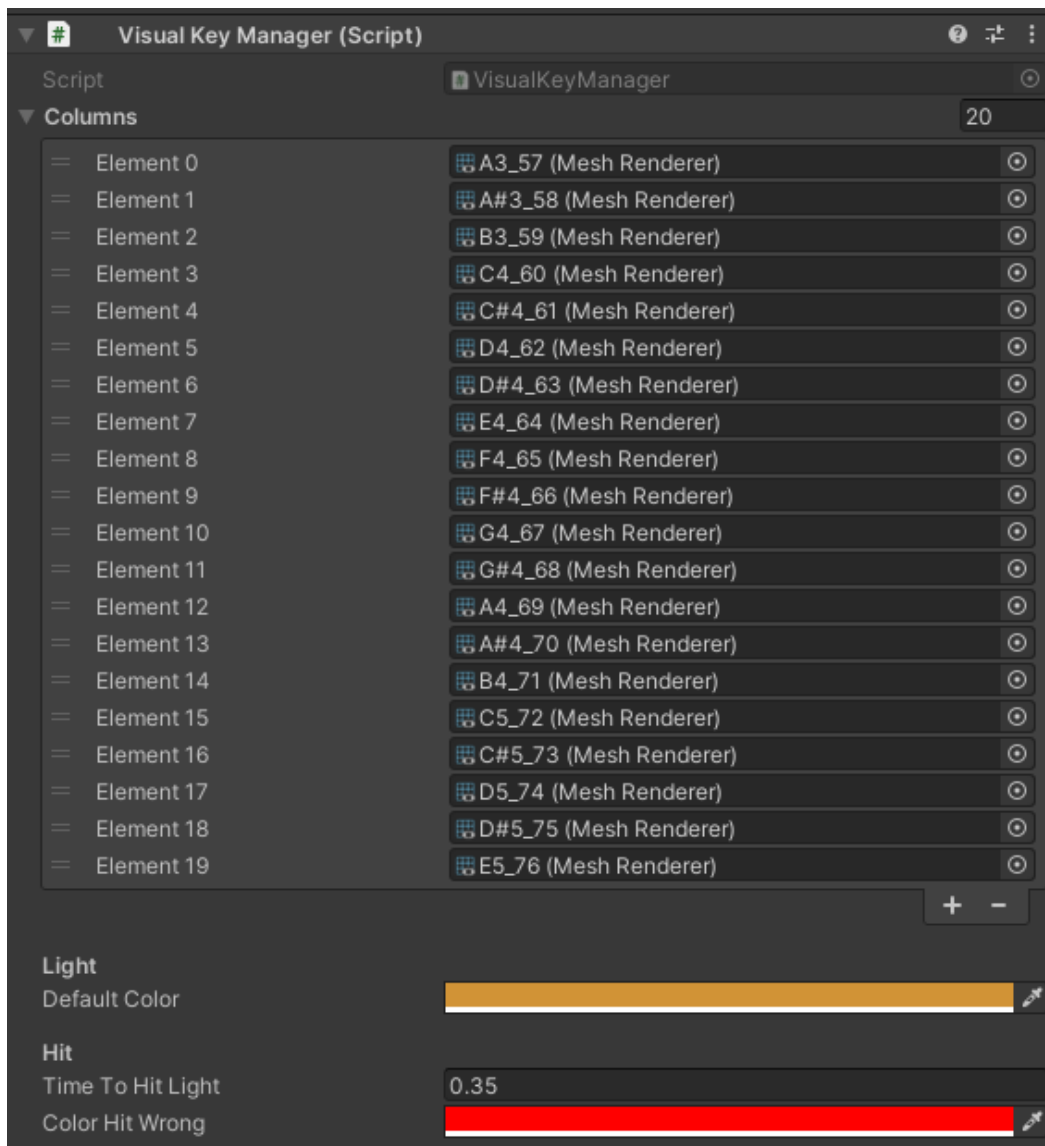 # Visual Key Manager (Script)
Script # VisualKeyManager
Columns 20
Element 0 A3_57 (Mesh Renderer)
Element 1 A#3_58 (Mesh Renderer)
Element 2 B3_59 (Mesh Renderer)
Element 3 C4_60 (Mesh Renderer)
Element 4 C#4_61 (Mesh Renderer)
Element 5 D4_62 (Mesh Renderer)
Element 6 D#4_63 (Mesh Renderer)
Element 7 E4_64 (Mesh Renderer)
Element 8 F4_65 (Mesh Renderer)
Element 9 F#4_66 (Mesh Renderer)
Element 10 G4_67 (Mesh Renderer)
Element 11 G#4_68 (Mesh Renderer)
Element 12 A4_69 (Mesh Renderer)
Element 13 A#4_70 (Mesh Renderer)
Element 14 B4_71 (Mesh Renderer)
Element 15 C5_72 (Mesh Renderer)
Element 16 C#5_73 (Mesh Renderer)
Element 17 D5_74 (Mesh Renderer)
Element 18 D#5_75 (Mesh Renderer)
Element 19 E5_76 (Mesh Renderer)
+ −
Light
Default Color
Hit
Time To Hit Light 0.35
Color Hit Wrong